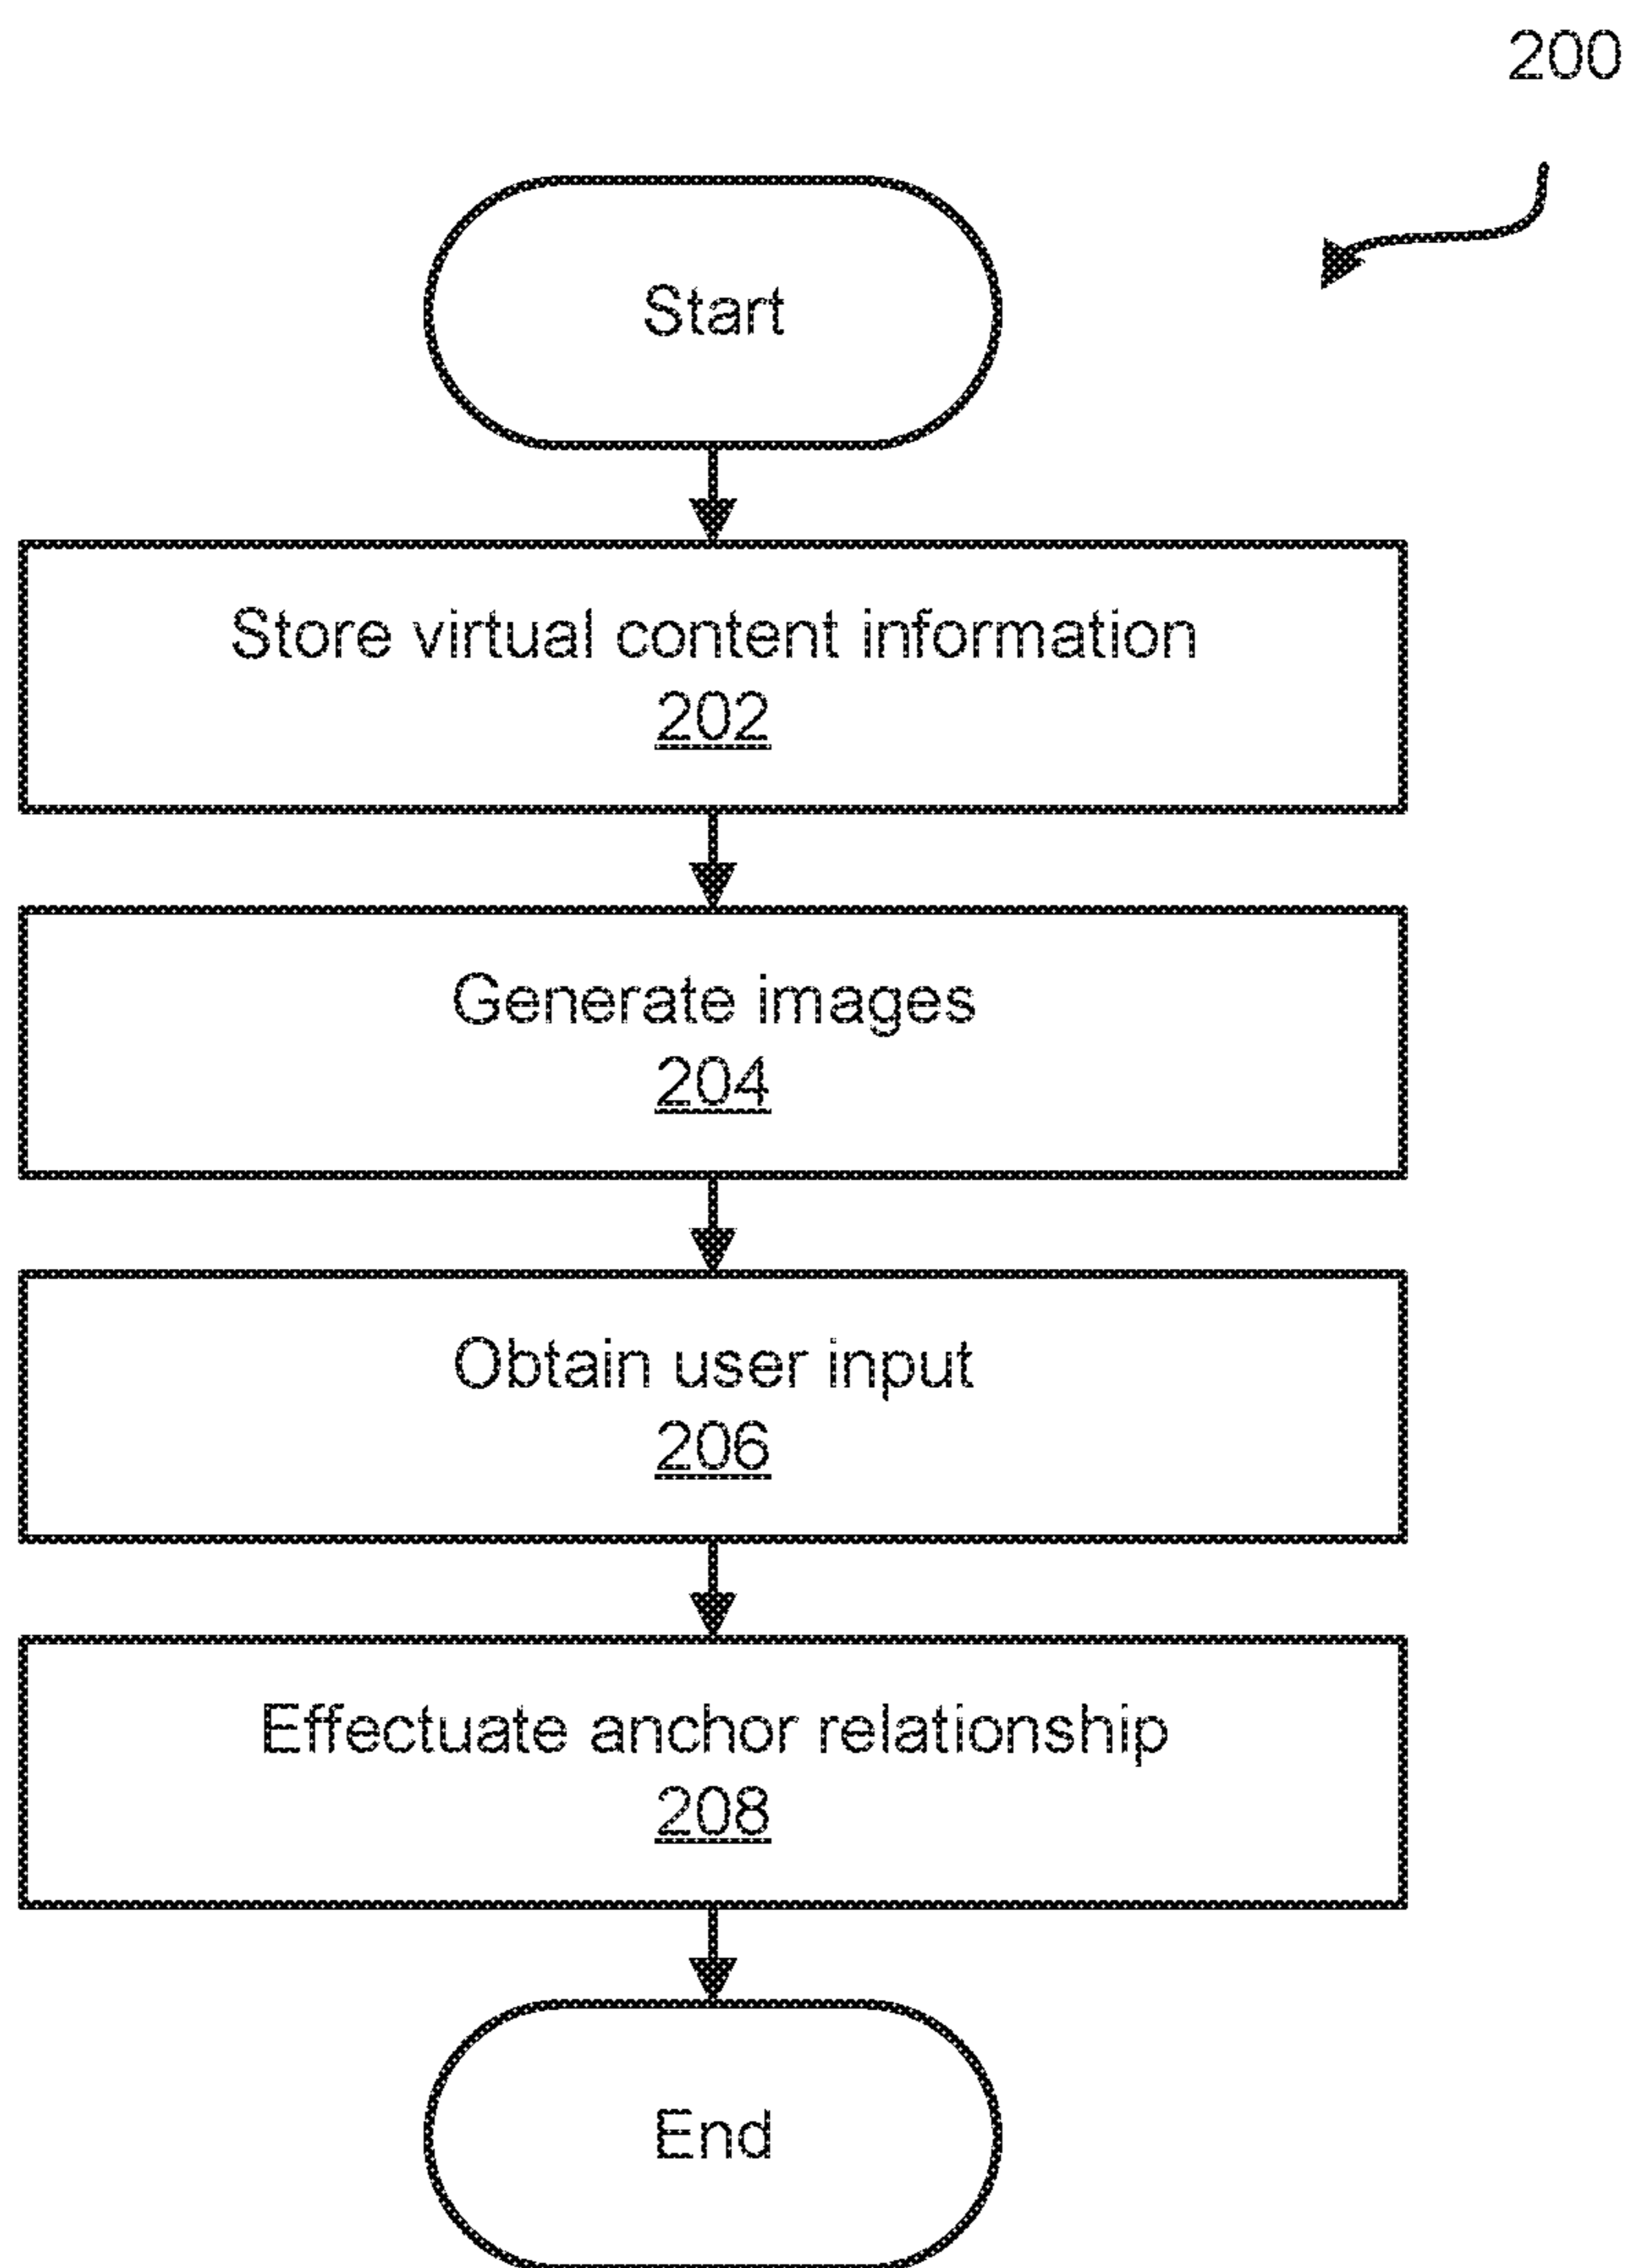 200
Start
Store virtual content information
202
Generate images
204
Obtain user input
206
Effectuate anchor relationship
208
End